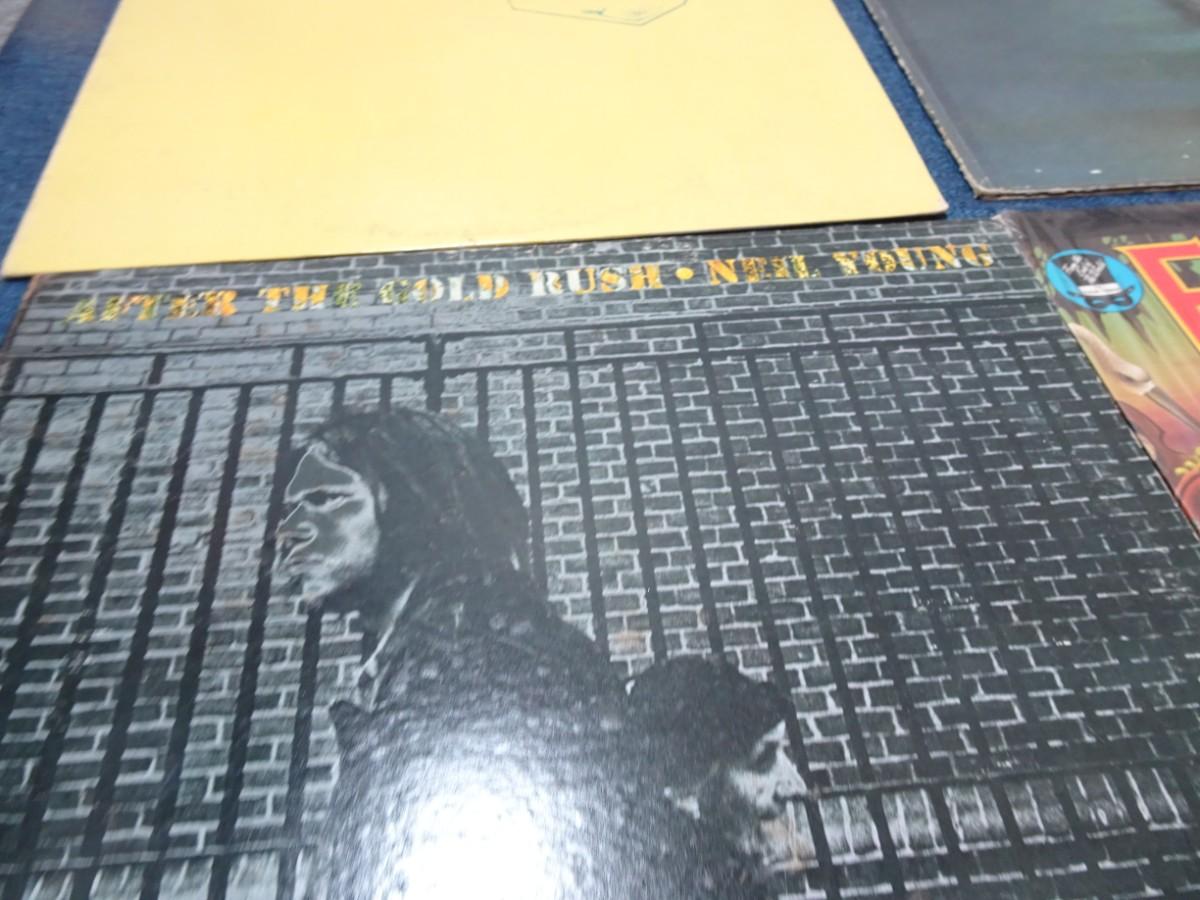 AFTER THE GOLD RUSH • NEIL YOUNG